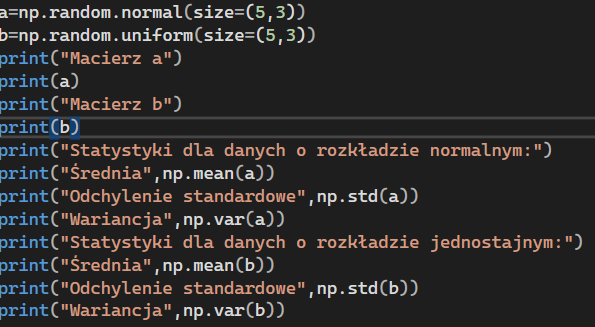 a=np.random.normal(size=(5,3))
b=np.random.uniform(size=(5,3))
print("Macierz a")
print(a)
print("Macierz b")
print(b)
print("Statystyki dla danych o rozkładzie normalnym:")
print("Średnia",np.mean(a))
print("Odchylenie standardowe",np.std(a))
print("Wariancja",np.var(a))
print("Statystyki dla danych o rozkładzie jednostajnym:")
print("Średnia",np.mean(b))
print("Odchylenie standardowe",np.std(b))
print("Wariancja",np.var(b))